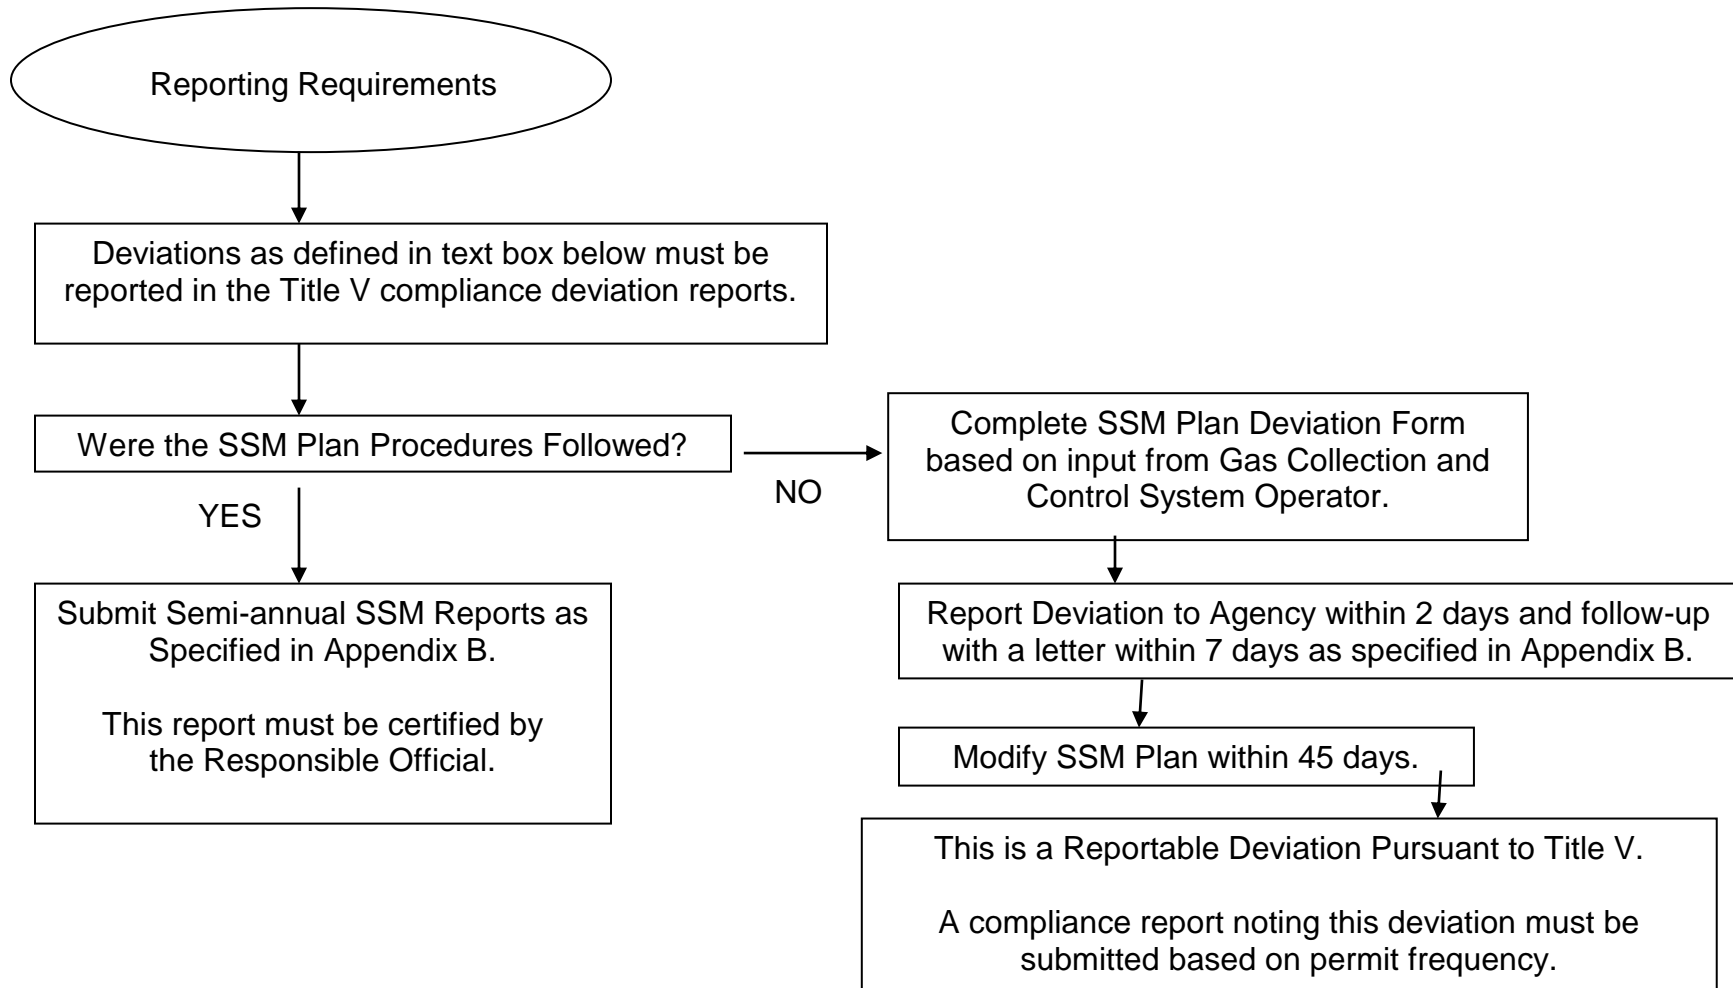 Reporting Requirements
Deviations as defined in text box below must be
reported in the Title V compliance deviation reports.
Were the SSM Plan Procedures Followed?
YES
NO
Submit Semi-annual SSM Reports as
Specified in Appendix B.
This report must be certified by
the Responsible Official.
Complete SSM Plan Deviation Form
based on input from Gas Collection and
Control System Operator.
Report Deviation to Agency within 2 days and follow-up
with a letter within 7 days as specified in Appendix B.
Modify SSM Plan within 45 days.
This is a Reportable Deviation Pursuant to Title V.
A compliance report noting this deviation must be
submitted based on permit frequency.